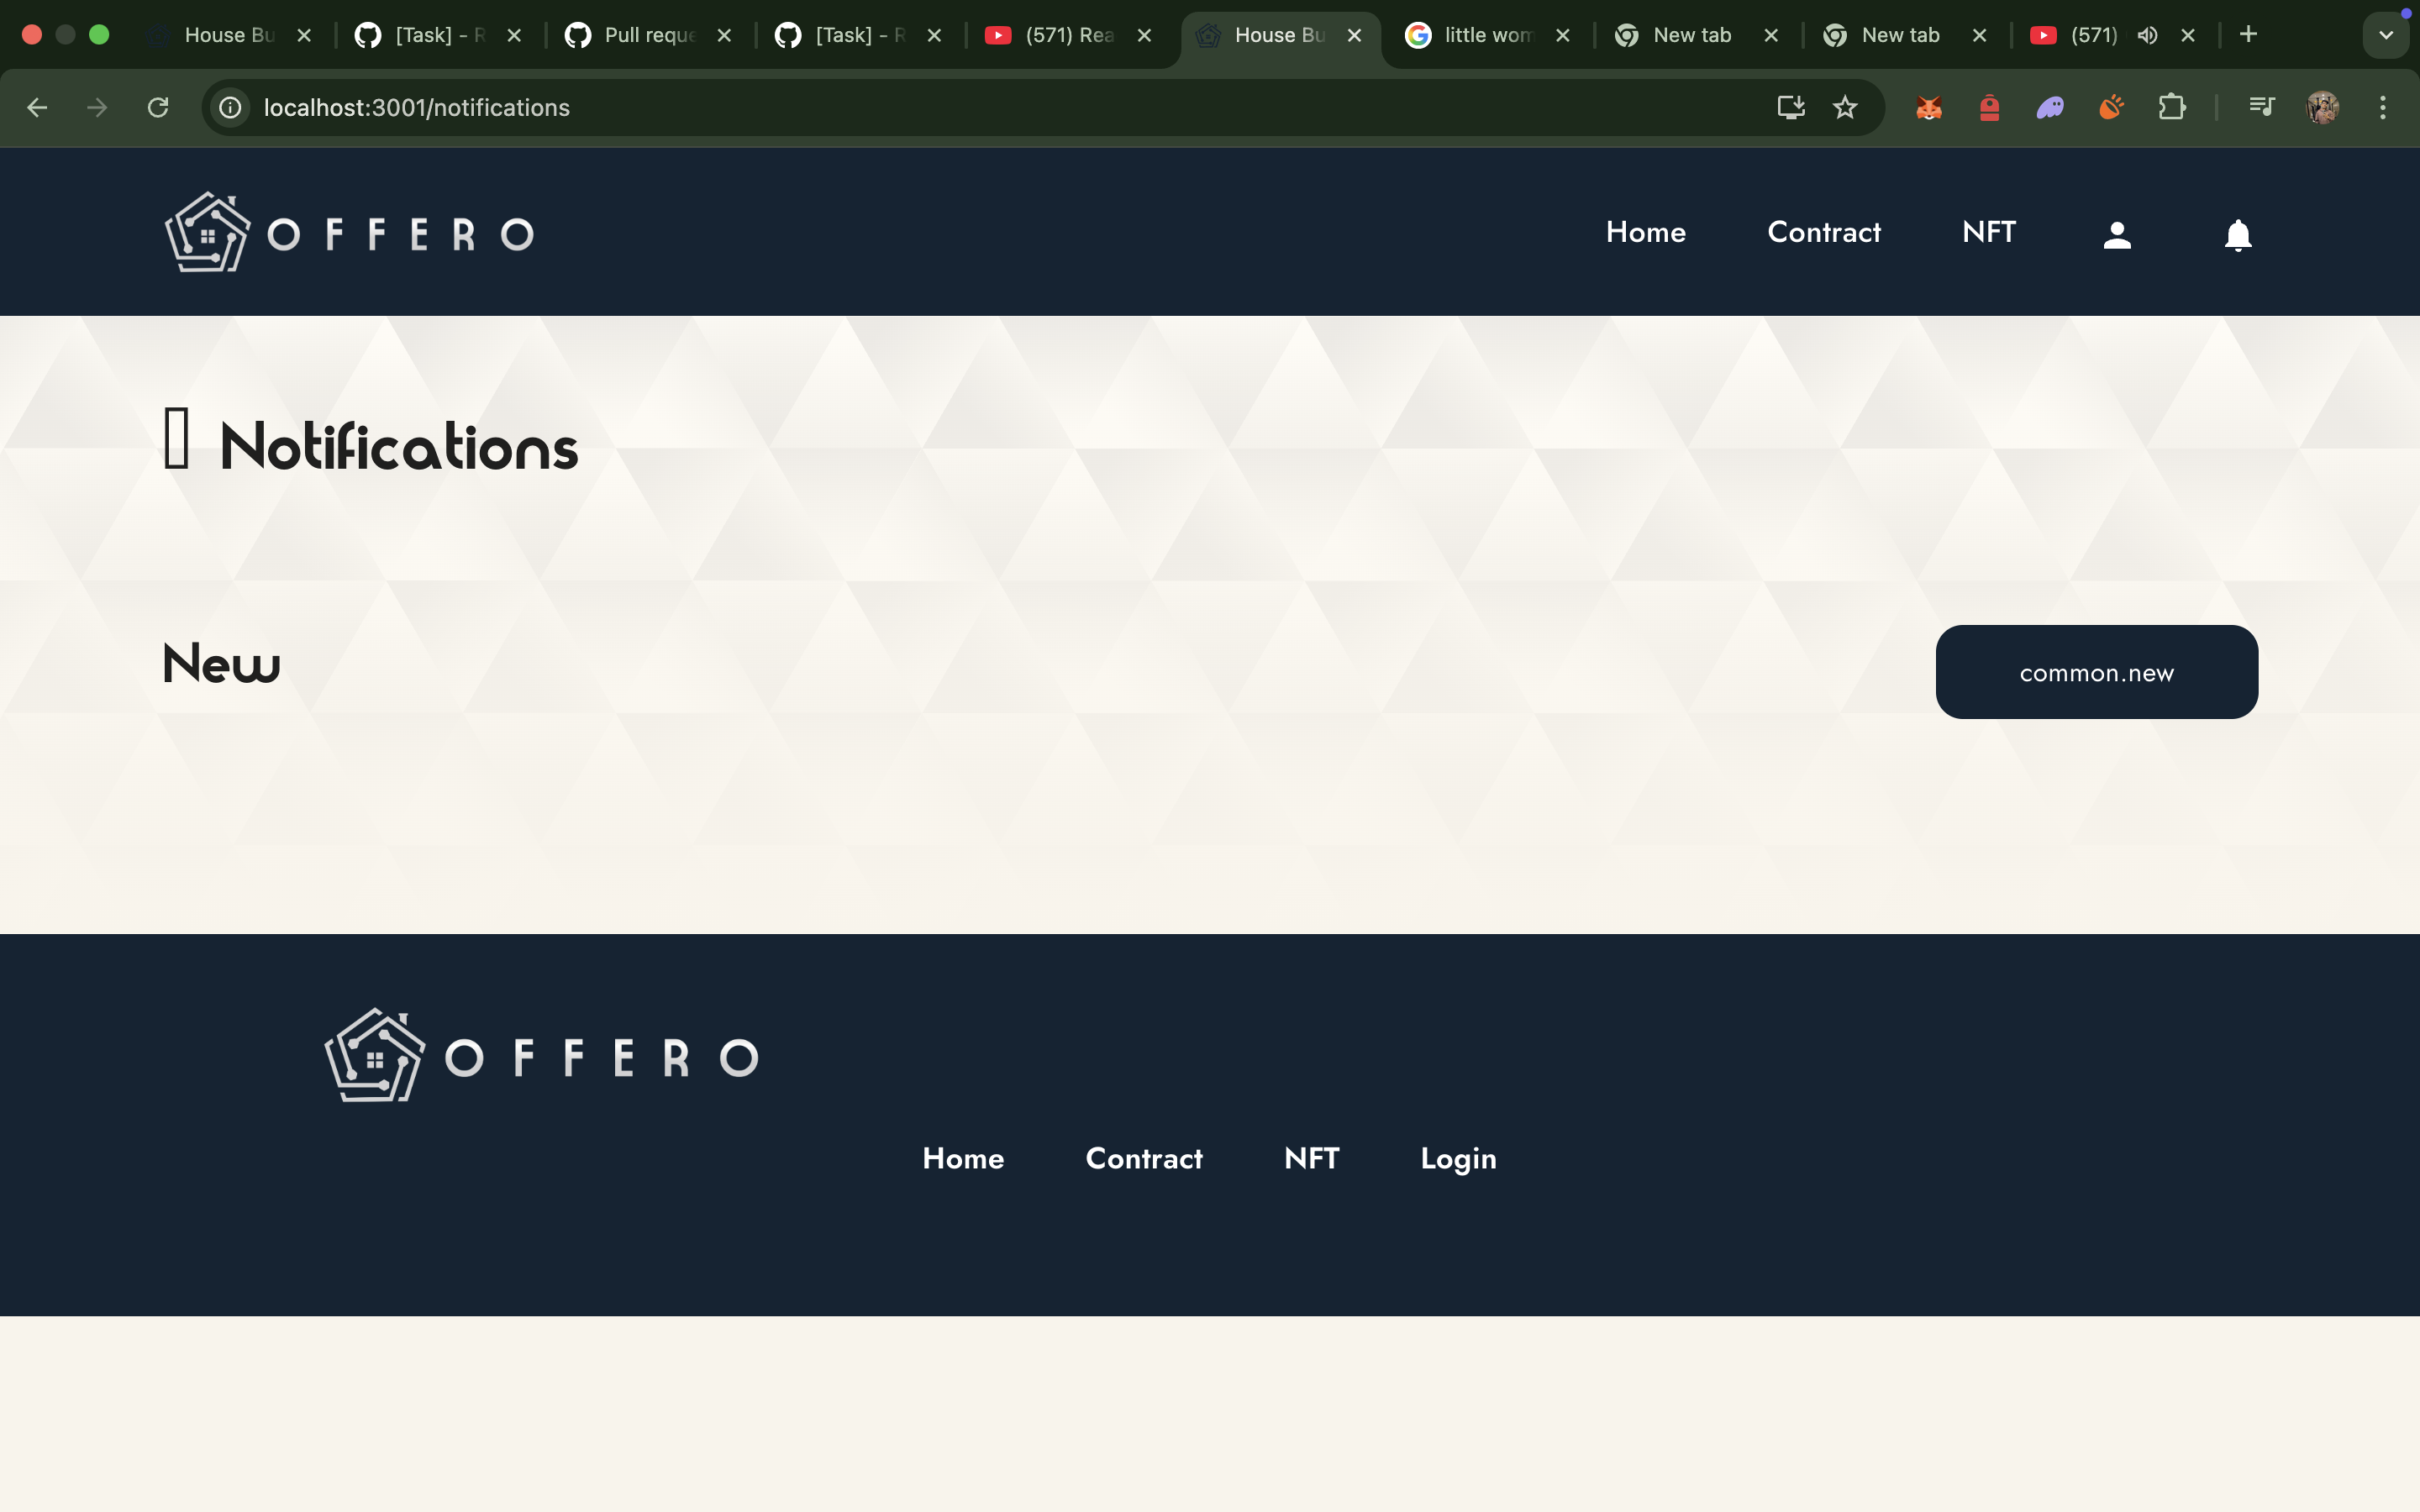 House Bu
[Task] - R
Pull reque
[Task] - R
(571) Rea
House Bu
little wom
New tab
New tab
(571)
localhost:3001/notifications
OFFERO
Home
Contract
NFT
Notifications
New
common.new
OFFERO
Home
Contract
NFT
Login